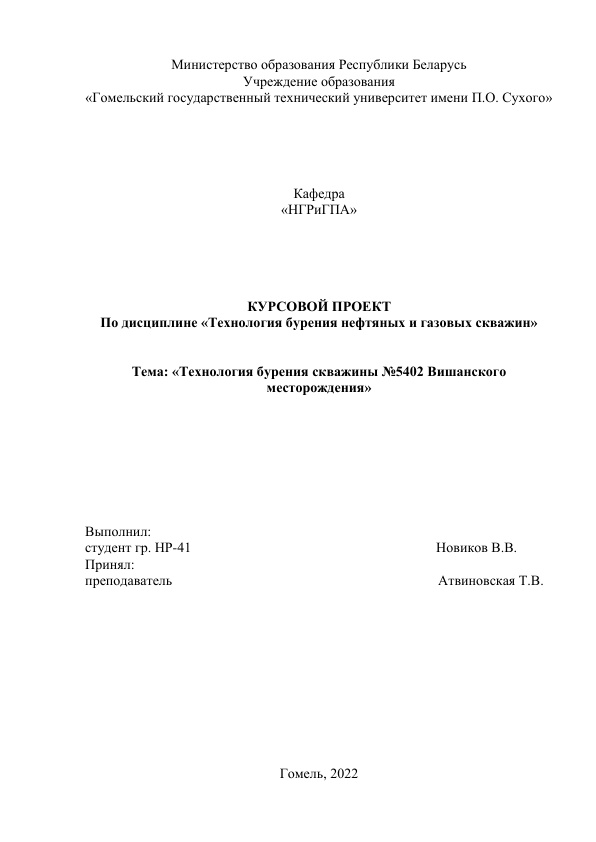 Министерство образования Республики Беларусь
Учреждение образования
«Гомельский государственный технический университет имени П.О. Сухого»
Кафедра
«НГРиГПА»
КУРСОВОЙ ПРОЕКТ
По дисциплине «Технология бурения нефтяных и газовых скважин»
Тема: «Технология бурения скважины №5402 Вишанского
месторождения»
Выполнил:
студент гр. НР-41 Новиков В.В.
Принял:
преподаватель Атвиновская Т.В.
Гомель, 2022